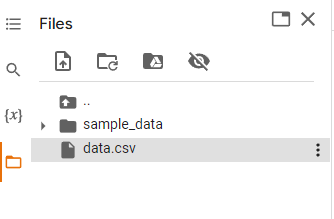 Files
{x}
..
sample_data
data.csv